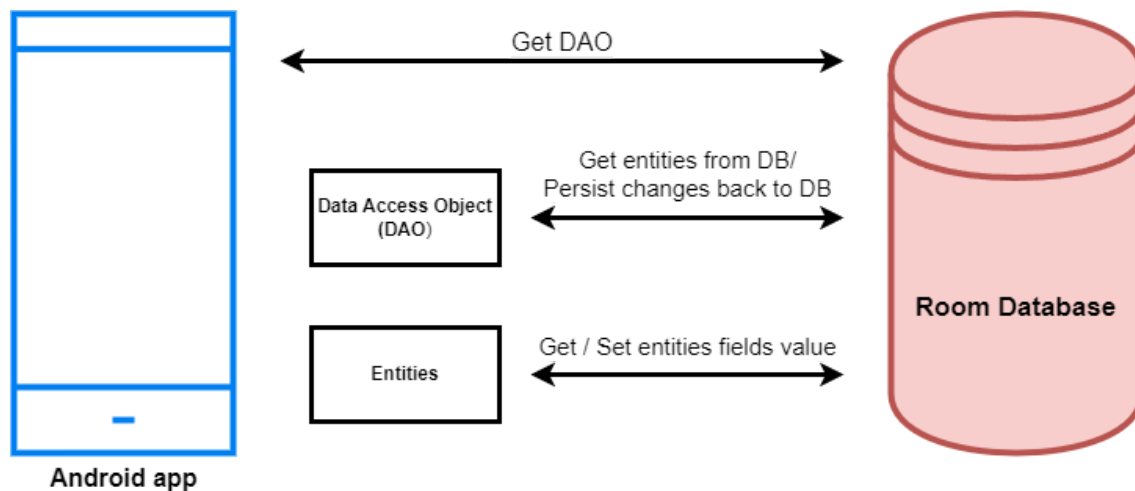 Get DAO
Get entities from DB/
Persist changes back to DB
Data Access Object
(DAO)
Room Database
Get / Set entities fields value
Entities
Android app